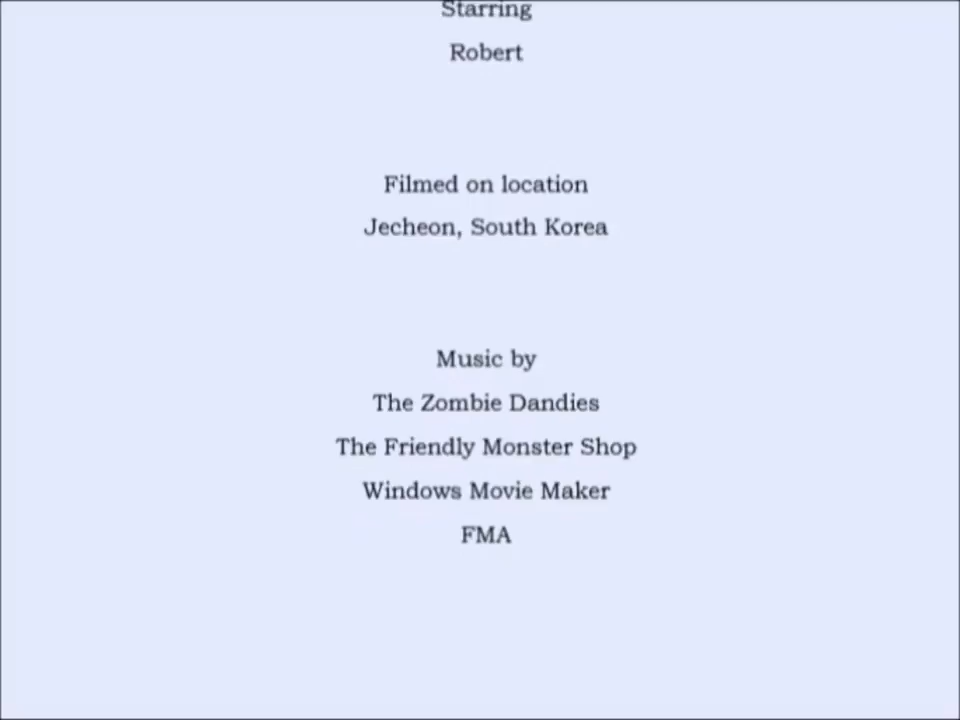 Starring
Robert
Filmed on location
Jecheon, South Korea
Music by
The Zombie Dandies
The Friendly Monster Shop
Windows Movie Maker
FMA